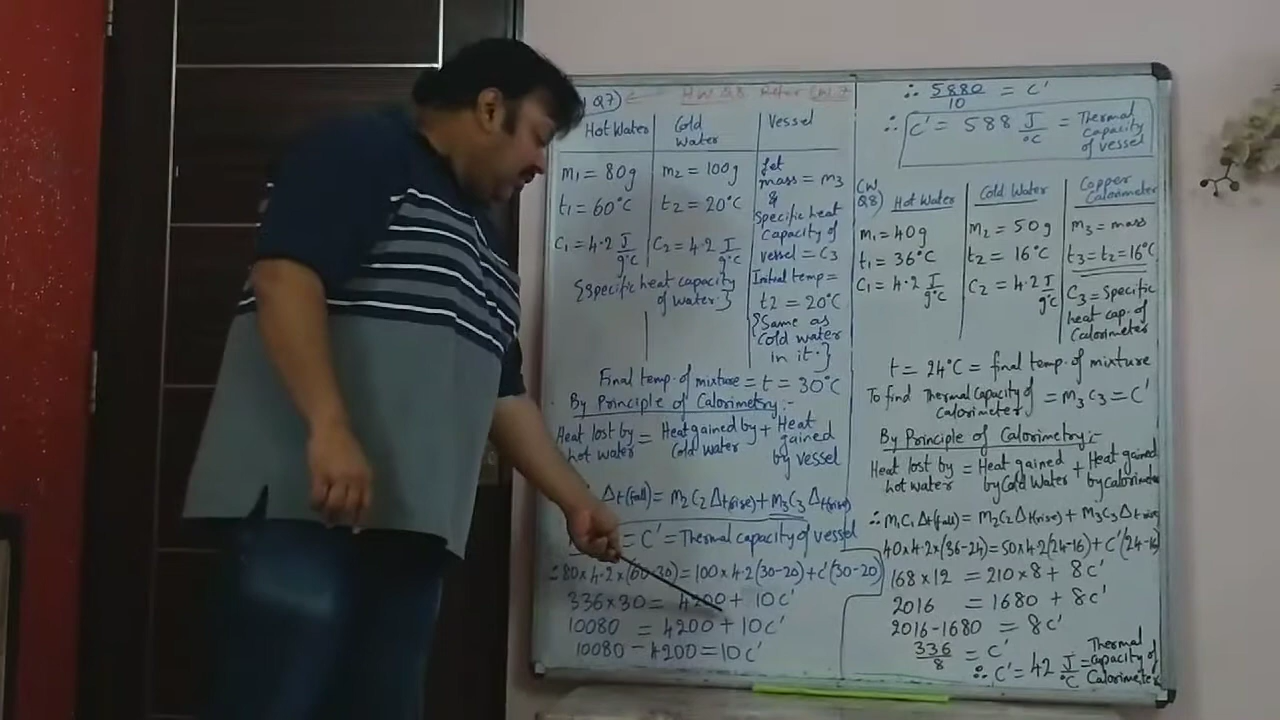 Q7) ← H.W Q8 Refer C.W.7
Hot Water Cold Water Vessel
m₁ = 80g m₂ = 100g Let mass = m₃
t₁ = 60°C t₂ = 20°C & Specific heat capacity of vessel = C₃
C₁ = 4·2 J/g°C C₂ = 4·2 J/g°C Initial temp = t₂ = 20°C
{Specific heat capacity of water.} {Same as cold water in it.}
Final temp. of mixture = t = 30°C
By Principle of Calorimetry:-
Heat lost by hot water = Heat gained by cold water + Heat gained by vessel
Δt(fall) = m₂C₂Δt(rise) + m₃C₃Δt(rise)
= C' = Thermal capacity of vessel
∴ 80×4·2×(60-30) = 100×4·2(30-20) + C'(30-20)
336×30 = 4200 + 10C'
10080 = 4200 + 10C'
10080 - 4200 = 10C'
∴ 5880/10 = C'
∴ C' = 588 J/°C = Thermal capacity of vessel
CW Q8) Hot Water Cold Water Copper Calorimeter
m₁ = 40g m₂ = 50g m₃ = mass
t₁ = 36°C t₂ = 16°C t₃ = t₂ = 16°C
C₁ = 4·2 J/g°C C₂ = 4·2 J/g°C C₃ = Specific heat cap. of Calorimeter
t = 24°C = final temp. of mixture
To find Thermal Capacity of Calorimeter = m₃C₃ = C'
By Principle of Calorimetry:-
Heat lost by hot water = Heat gained by Cold Water + Heat gained by calorimeter
∴ m₁C₁Δt(fall) = m₂C₂Δt(rise) + m₃C₃Δt rise)
40×4·2×(36-24) = 50×4·2(24-16) + C'(24-16)
168×12 = 210×8 + 8C'
2016 = 1680 + 8C'
2016-1680 = 8C'
336/8 = C'
∴ C' = 42 J/°C = Thermal capacity of Calorimeter